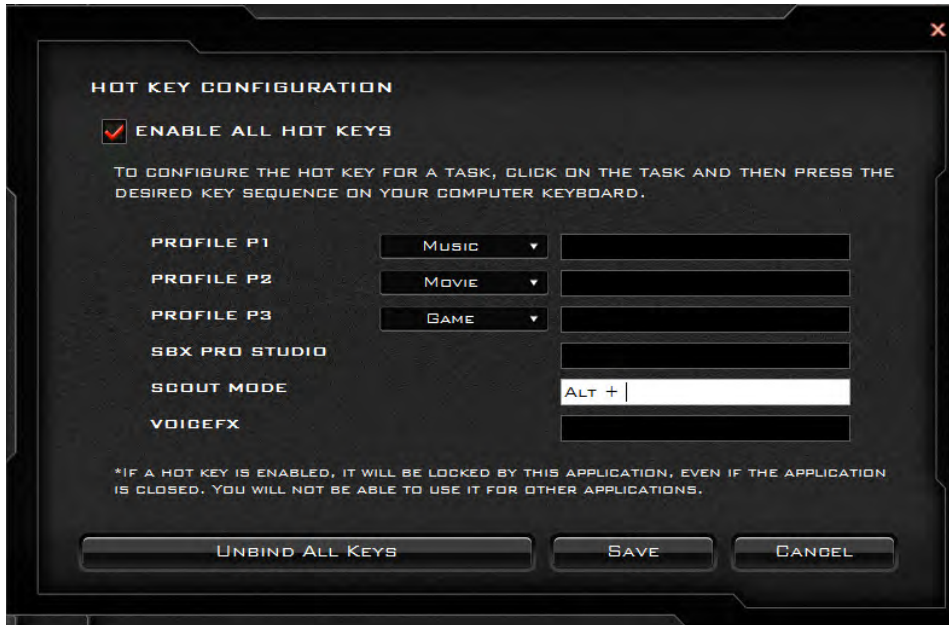 HOT KEY CONFIGURATION
ENABLE ALL HOT KEYS
TO CONFIGURE THE HOT KEY FOR A TASK, CLICK ON THE TASK AND THEN PRESS THE
DESIRED KEY SEQUENCE ON YOUR COMPUTER KEYBOARD.
PROFILE P1 MUSIC
PROFILE P2 MOVIE
PROFILE P3 GAME
SBX PRO STUDIO
SCOUT MODE ALT +
VOICEFX
*IF A HOT KEY IS ENABLED, IT WILL BE LOCKED BY THIS APPLICATION, EVEN IF THE APPLICATION
IS CLOSED. YOU WILL NOT BE ABLE TO USE IT FOR OTHER APPLICATIONS.
UNBIND ALL KEYS SAVE CANCEL